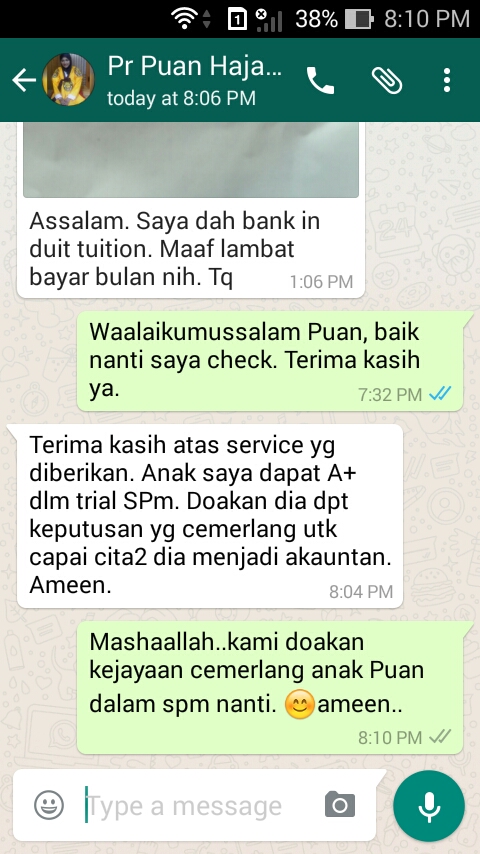 1
38%
8:10 PM
Pr Puan Haja...
today at 8:06 PM
Assalam. Saya dah bank in
duit tuition. Maaf lambat
bayar bulan nih. Tq
1:06 PM
Waalaikumussalam Puan, baik
nanti saya check. Terima kasih
ya.
7:32 PM
Terima kasih atas service yg
diberikan. Anak saya dapat A+
dlm trial SPm. Doakan dia dpt
keputusan yg cemerlang utk
capai cita2 dia menjadi akauntan.
Ameen.
8:04 PM
Mashaallah..kami doakan
kejayaan cemerlang anak Puan
dalam spm nanti. 😊ameen..
8:10 PM
Type a message